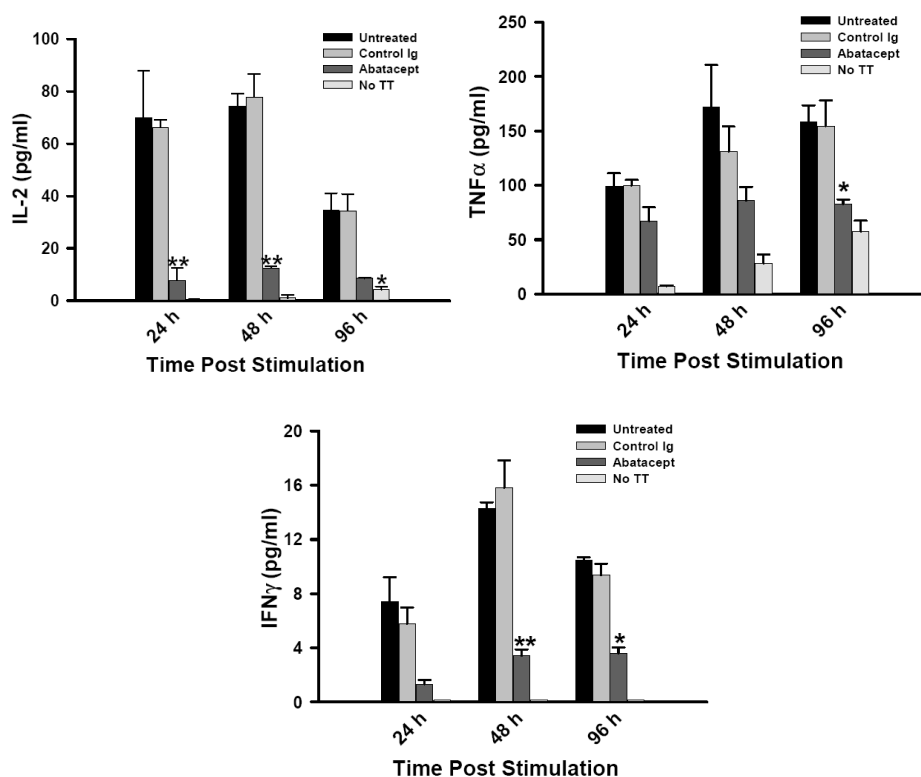 100
80
60
40
20
0
IL-2 (pg/ml)
Untreated
Control Ig
Abatacept
No TT
**
**
*
24 h
48 h
96 h
Time Post Stimulation
250
200
150
100
50
0
TNFα (pg/ml)
Untreated
Control Ig
Abatacept
No TT
*
24 h
48 h
96 h
Time Post Stimulation
20
16
12
8
4
0
IFNγ (pg/ml)
Untreated
Control Ig
Abatacept
No TT
**
*
24 h
48 h
96 h
Time Post Stimulation